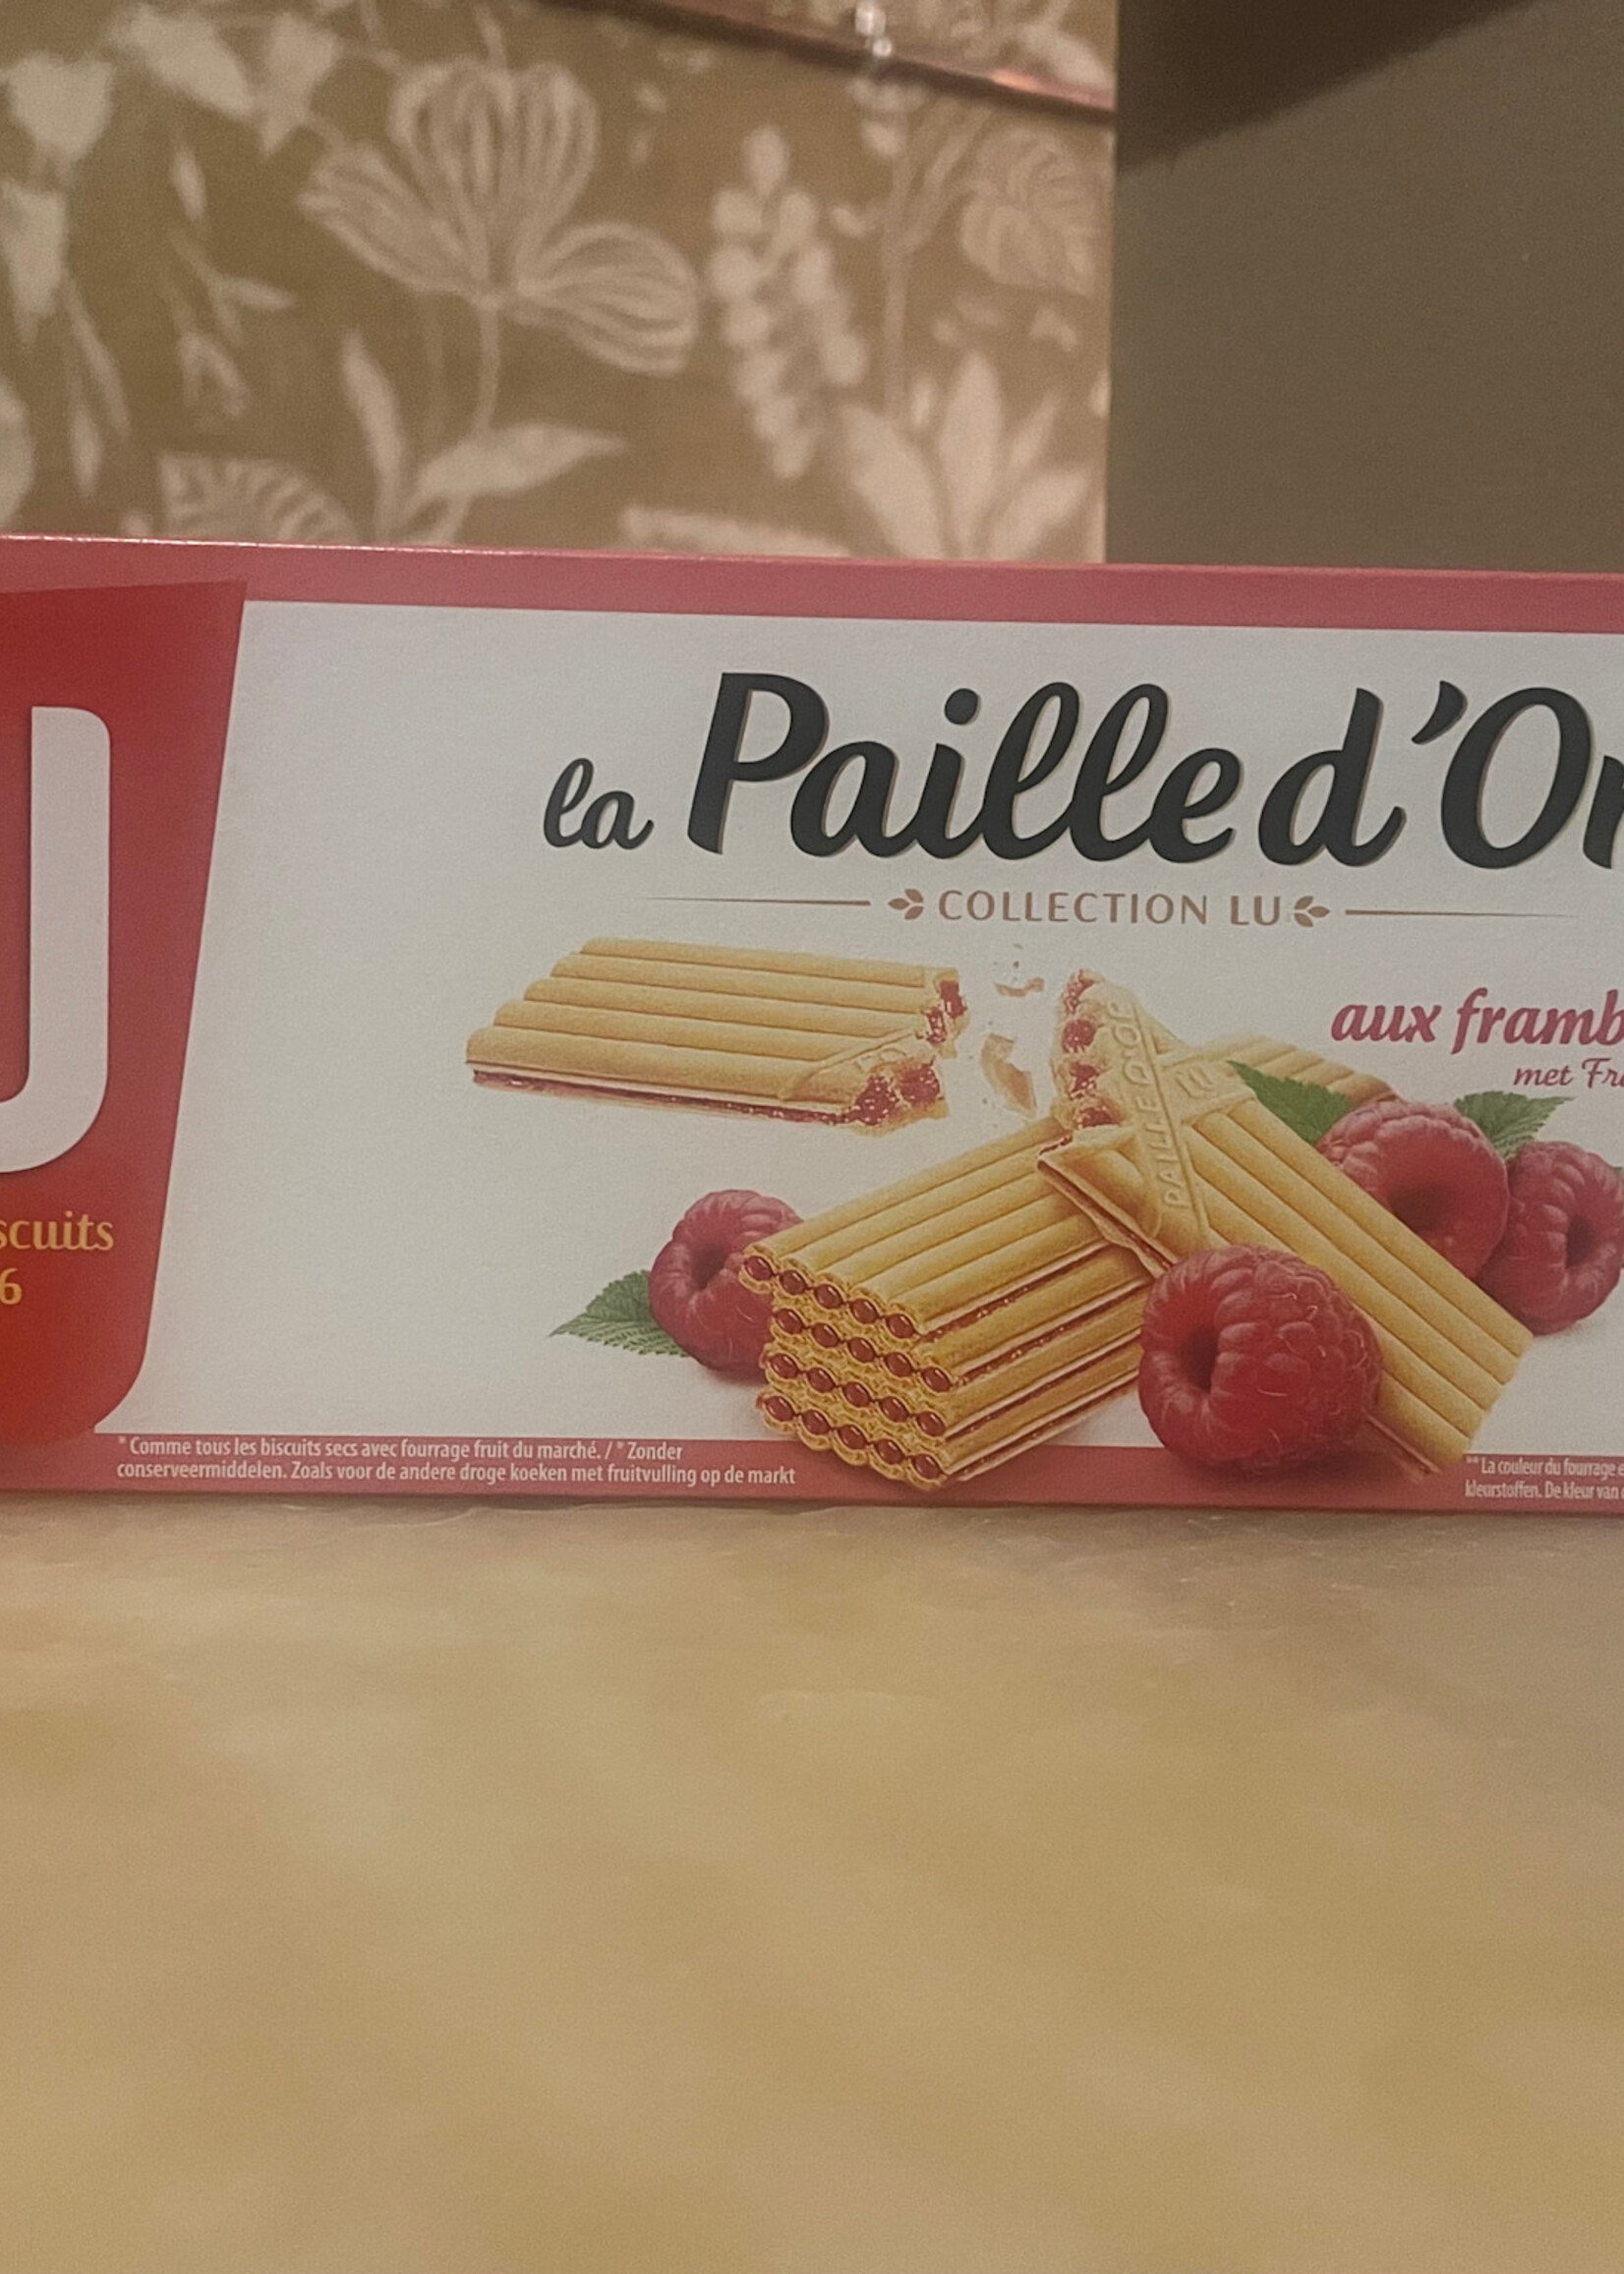 U
scuits
6
la Paille d'Or
COLLECTION LU
aux framb
met Fra
PAILLE D'OR
* Comme tous les biscuits secs avec fourrage fruit du marché. / * Zonder
conserveermiddelen. Zoals voor de andere droge koeken met fruitvulling op de markt
** La couleur du fourrage e
kleurstoffen. De kleur van